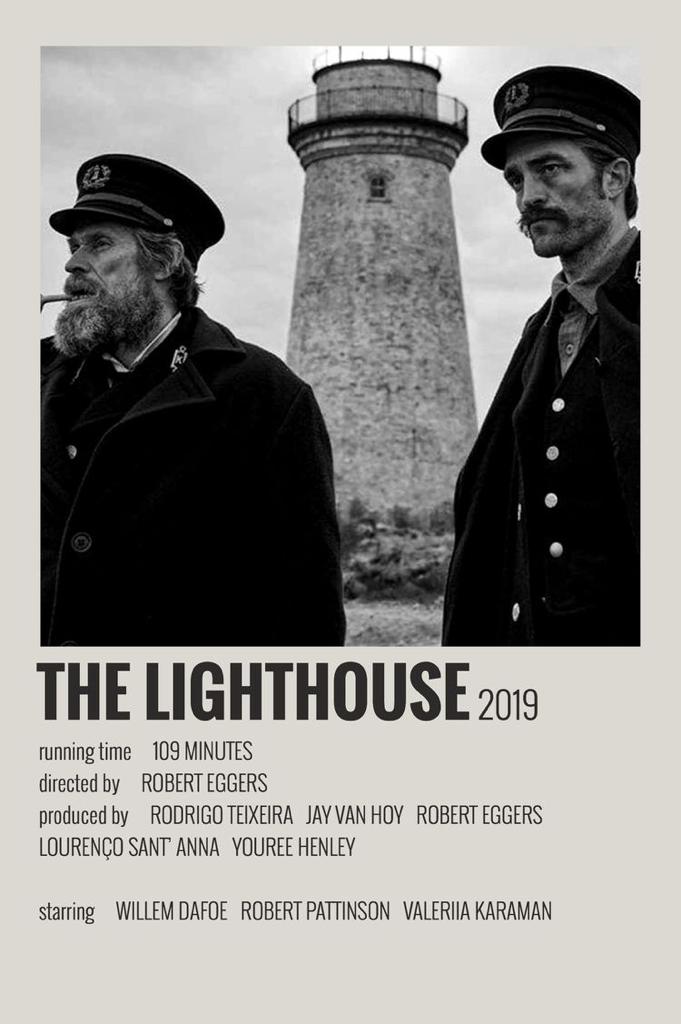 THE LIGHTHOUSE 2019
running time 109 MINUTES
directed by ROBERT EGGERS
produced by RODRIGO TEIXEIRA JAY VAN HOY ROBERT EGGERS
LOURENÇO SANT' ANNA YOUREE HENLEY
starring WILLEM DAFOE ROBERT PATTINSON VALERIIA KARAMAN